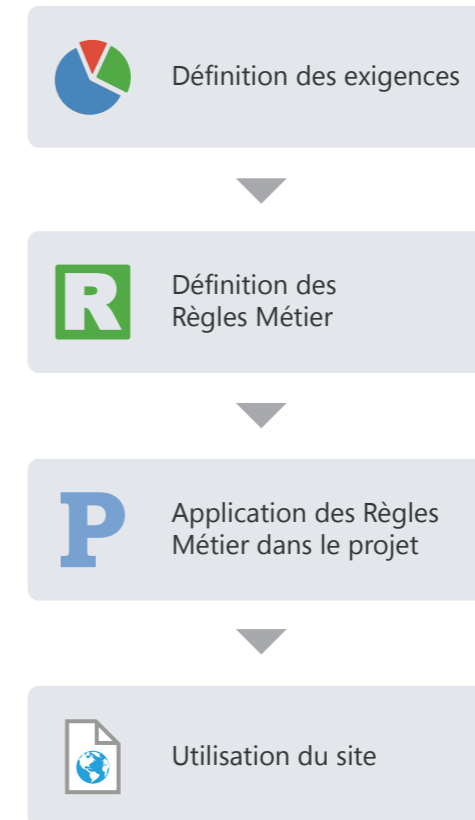 Définition des exigences
R
Définition des
Règles Métier
P
Application des Règles
Métier dans le projet
Utilisation du site